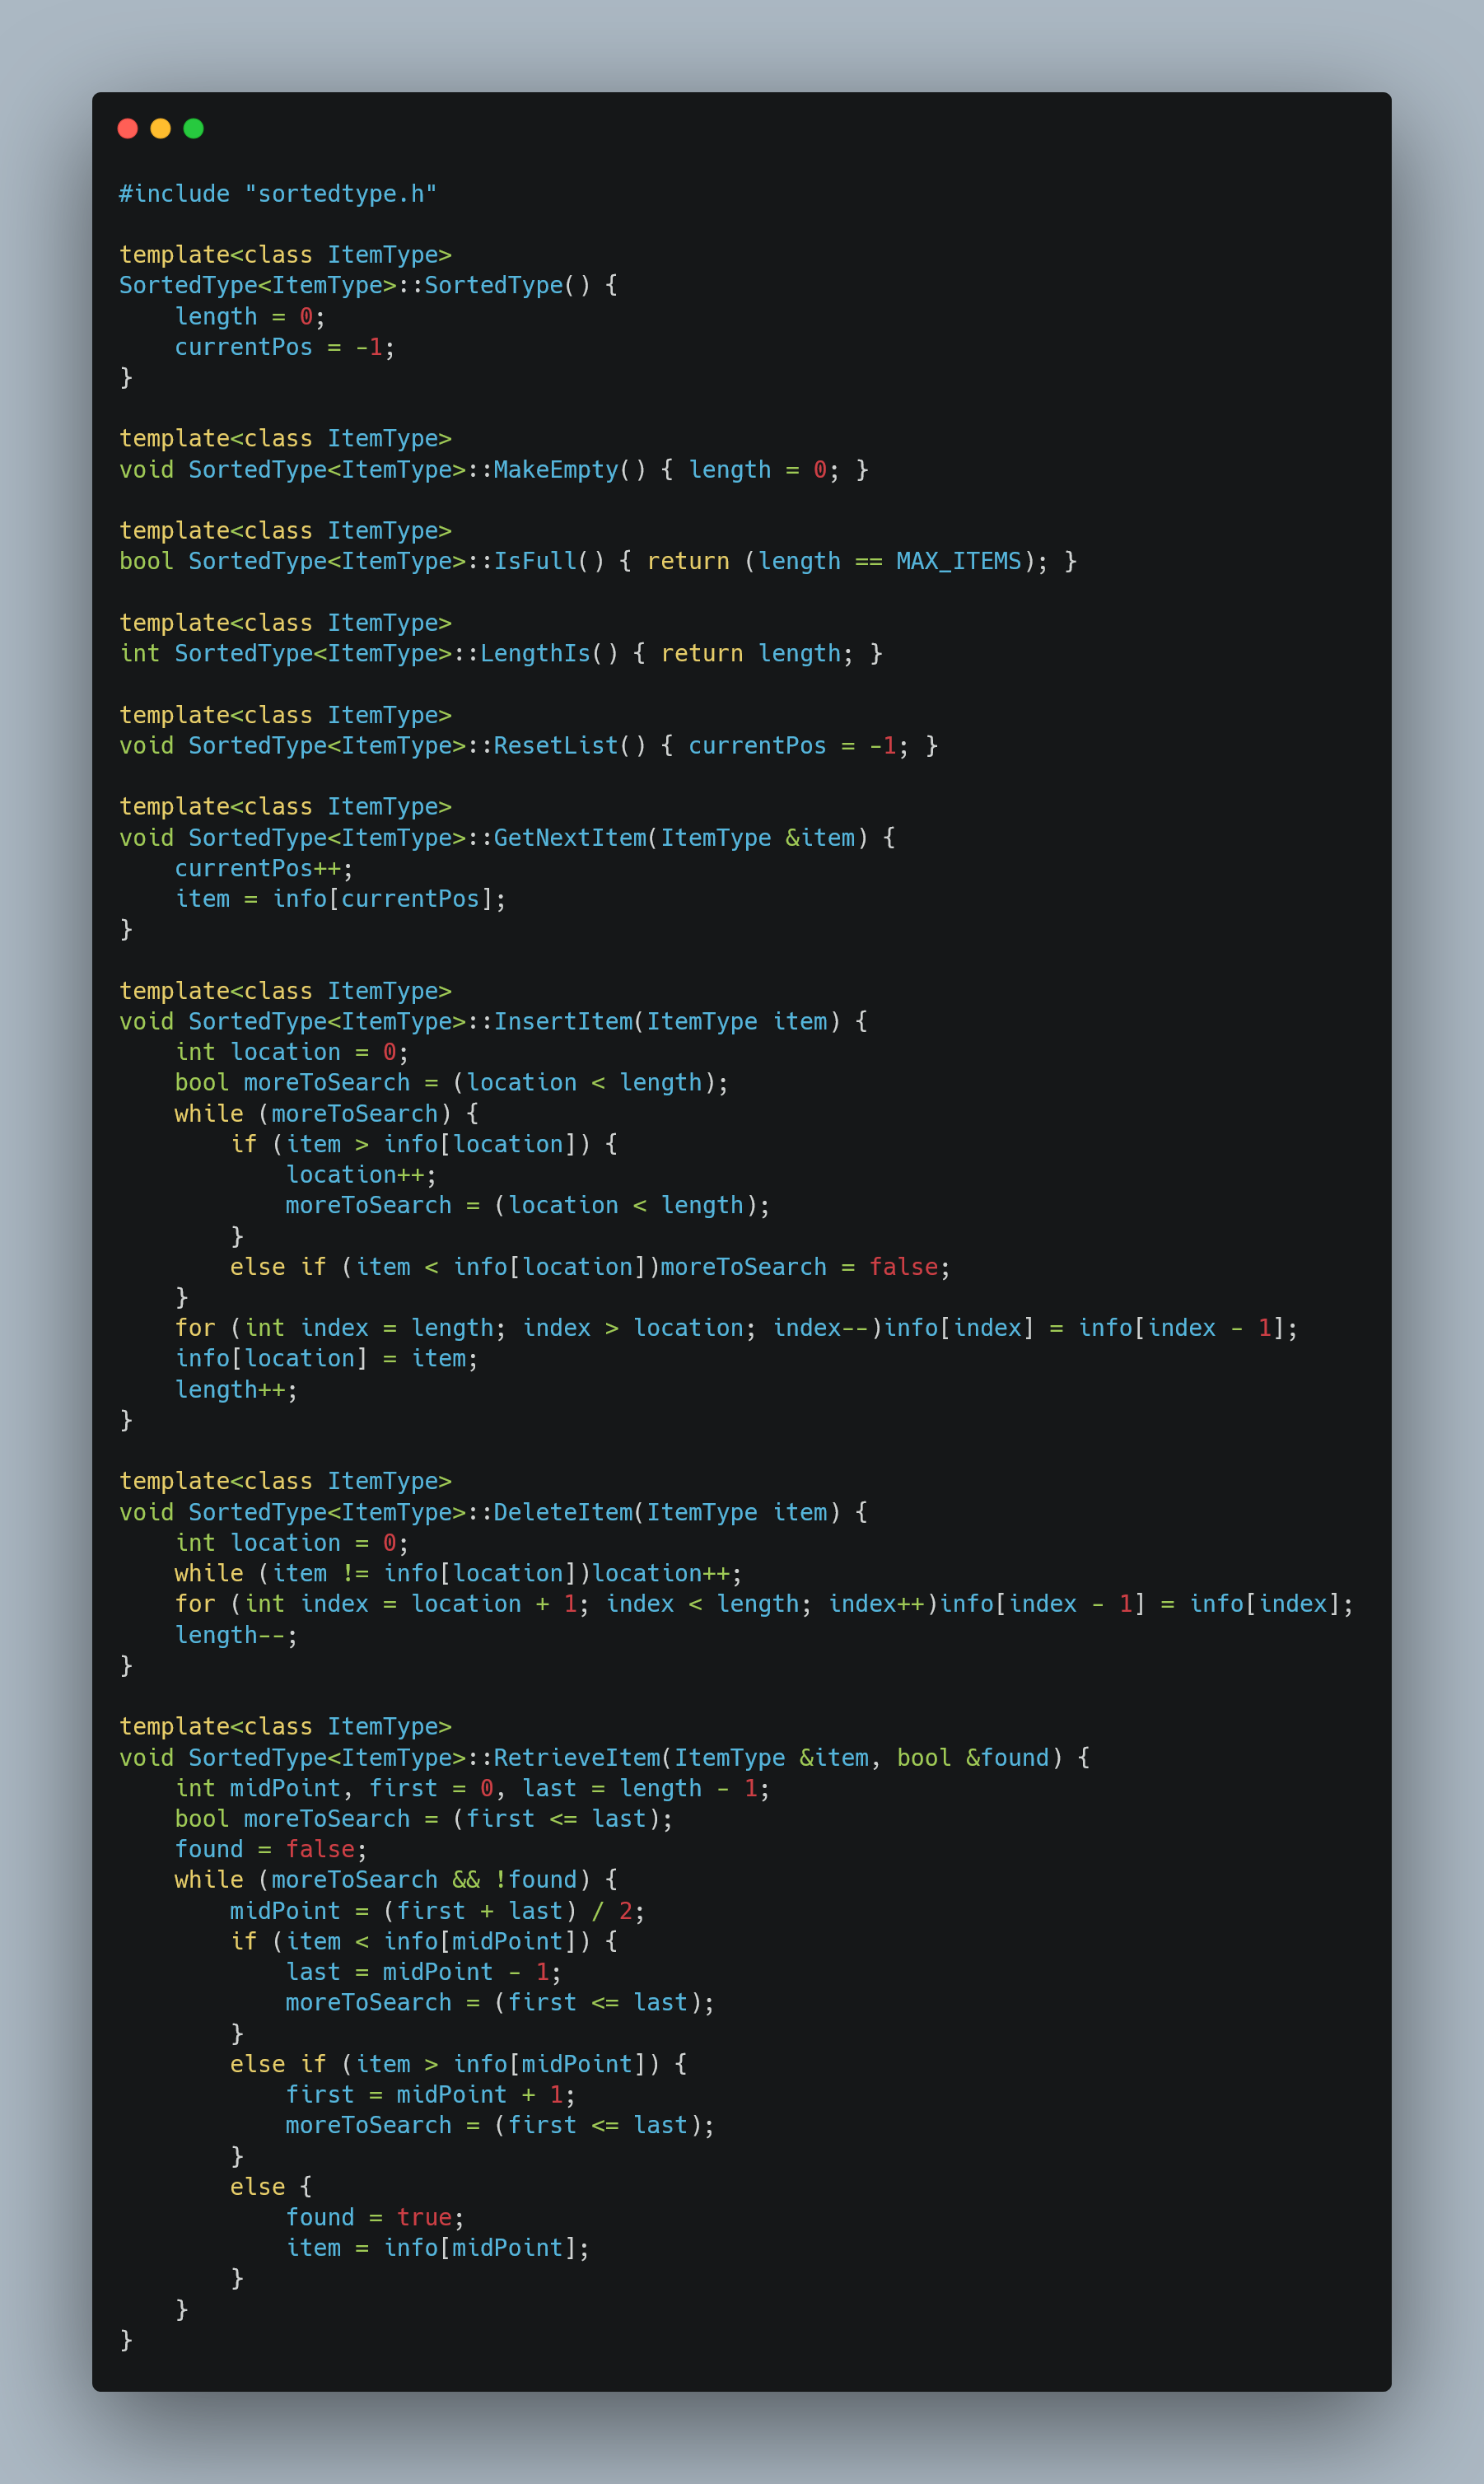 #include "sortedtype.h"

template<class ItemType>
SortedType<ItemType>::SortedType() {
    length = 0;
    currentPos = -1;
}

template<class ItemType>
void SortedType<ItemType>::MakeEmpty() { length = 0; }

template<class ItemType>
bool SortedType<ItemType>::IsFull() { return (length == MAX_ITEMS); }

template<class ItemType>
int SortedType<ItemType>::LengthIs() { return length; }

template<class ItemType>
void SortedType<ItemType>::ResetList() { currentPos = -1; }

template<class ItemType>
void SortedType<ItemType>::GetNextItem(ItemType &item) {
    currentPos++;
    item = info[currentPos];
}

template<class ItemType>
void SortedType<ItemType>::InsertItem(ItemType item) {
    int location = 0;
    bool moreToSearch = (location < length);
    while (moreToSearch) {
        if (item > info[location]) {
            location++;
            moreToSearch = (location < length);
        }
        else if (item < info[location])moreToSearch = false;
    }
    for (int index = length; index > location; index--)info[index] = info[index - 1];
    info[location] = item;
    length++;
}

template<class ItemType>
void SortedType<ItemType>::DeleteItem(ItemType item) {
    int location = 0;
    while (item != info[location])location++;
    for (int index = location + 1; index < length; index++)info[index - 1] = info[index];
    length--;
}

template<class ItemType>
void SortedType<ItemType>::RetrieveItem(ItemType &item, bool &found) {
    int midPoint, first = 0, last = length - 1;
    bool moreToSearch = (first <= last);
    found = false;
    while (moreToSearch && !found) {
        midPoint = (first + last) / 2;
        if (item < info[midPoint]) {
            last = midPoint - 1;
            moreToSearch = (first <= last);
        }
        else if (item > info[midPoint]) {
            first = midPoint + 1;
            moreToSearch = (first <= last);
        }
        else {
            found = true;
            item = info[midPoint];
        }
    }
}